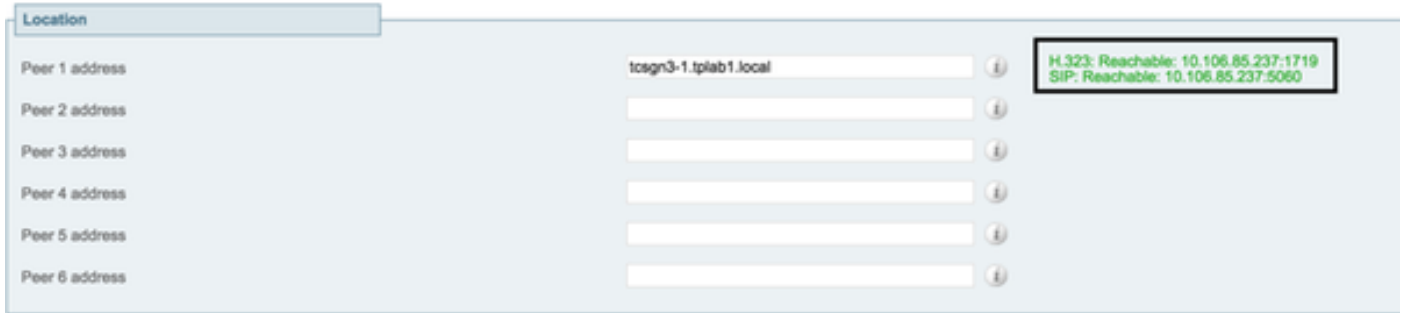 Location
Peer 1 address tcsgn3-1.tplab1.local i H.323: Reachable: 10.106.85.237:1719
SIP: Reachable: 10.106.85.237:5060
Peer 2 address i
Peer 3 address i
Peer 4 address i
Peer 5 address i
Peer 6 address i